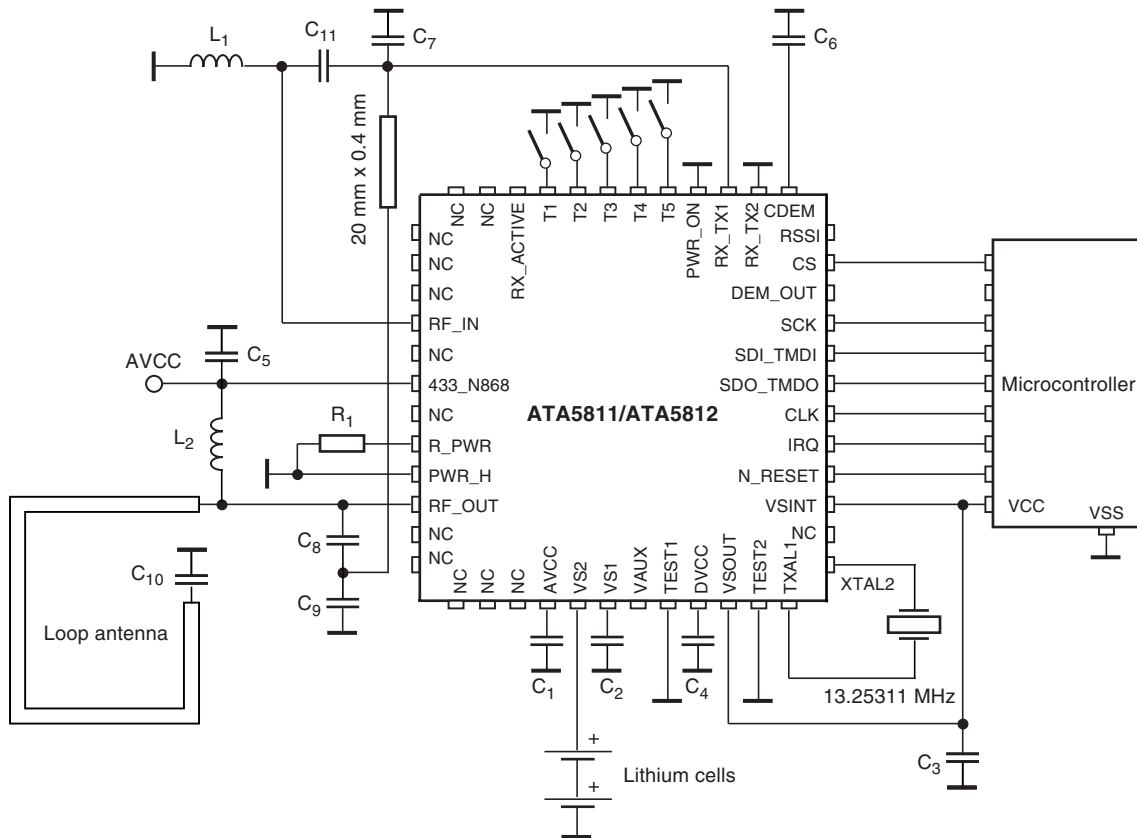 L1
C11
C7
C6
20 mm x 0.4 mm
NC
NC
RX_ACTIVE
T1
T2
T3
T4
T5
PWR_ON
RX_TX1
RX_TX2
CDEM
NC
NC
NC
RF_IN
NC
433_N868
NC
R_PWR
PWR_H
RF_OUT
NC
NC
RSSI
CS
DEM_OUT
SCK
SDI_TMDI
SDO_TMDO
CLK
IRQ
N_RESET
VSINT
NC
XTAL2
ATA5811/ATA5812
Microcontroller
VCC
VSS
AVCC
C5
L2
R1
C8
C9
C10
Loop antenna
NC
NC
NC
AVCC
VS2
VS1
VAUX
TEST1
DVCC
VSOUT
TEST2
TXAL1
C1
C2
C4
13.25311 MHz
C3
+
Lithium cells
+